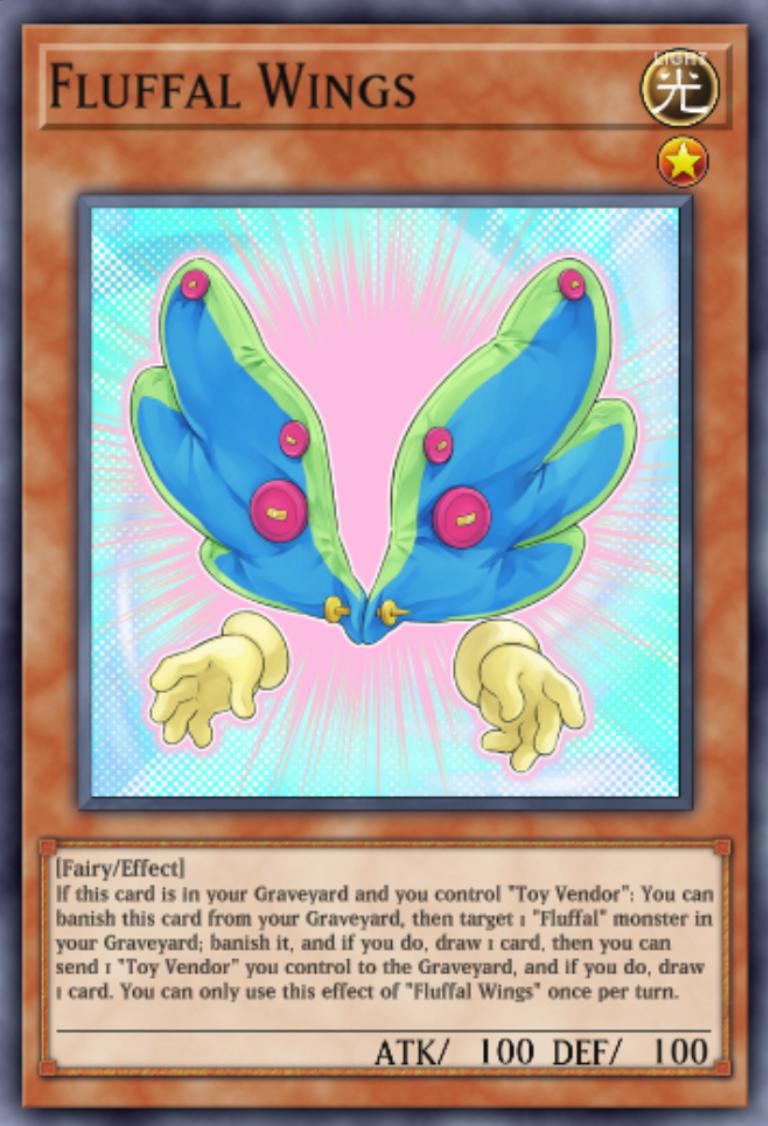 FLUFFAL WINGS
LIGHT
光
[Fairy/Effect]
If this card is in your Graveyard and you control "Toy Vendor": You can
banish this card from your Graveyard, then target 1 "Fluffal" monster in
your Graveyard; banish it, and if you do, draw 1 card, then you can
send 1 "Toy Vendor" you control to the Graveyard, and if you do, draw
1 card. You can only use this effect of "Fluffal Wings" once per turn.
ATK/ 100 DEF/ 100